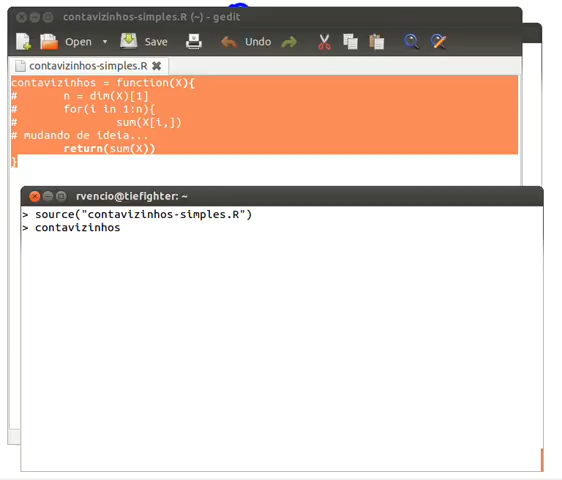 contavizinhos-simples.R (~) - gedit
Open Save Undo
contavizinhos-simples.R
contavizinhos = function(X){
#       n = dim(X)[1]
#       for(i in 1:n){
#               sum(X[i,])
# mudando de ideia...
        return(sum(X))
}
rvencio@tiefighter: ~
> source("contavizinhos-simples.R")
> contavizinhos